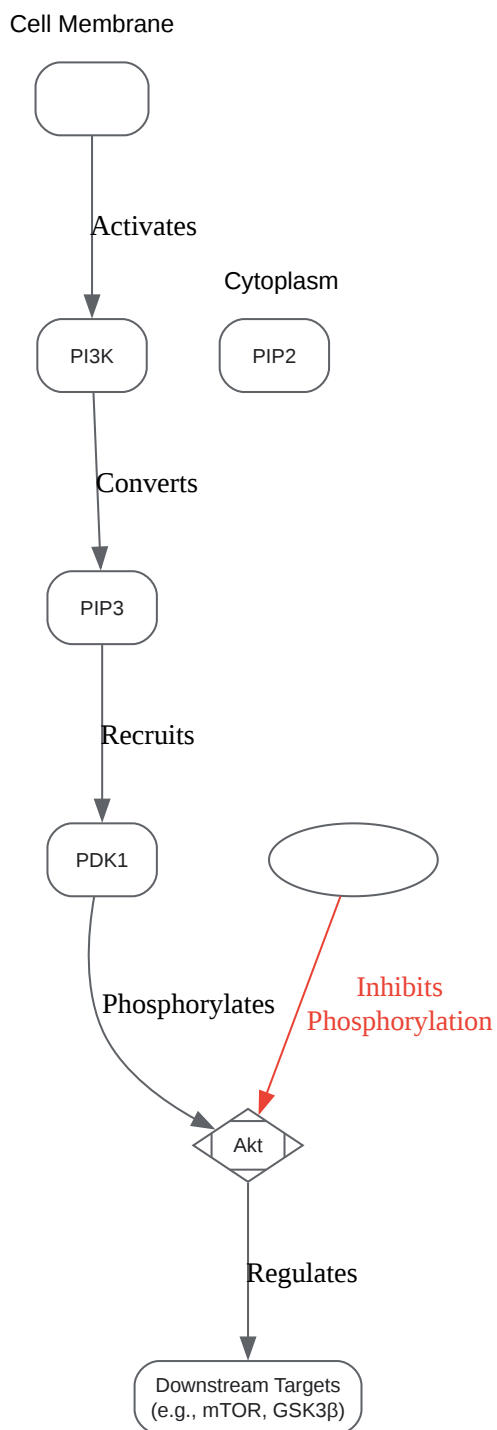 Cell Membrane
Activates
Cytoplasm
PI3K
PIP2
Converts
PIP3
Recruits
PDK1
Phosphorylates
Inhibits
Phosphorylation
Akt
Regulates
Downstream Targets
(e.g., mTOR, GSK3β)